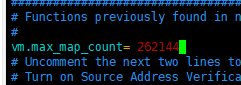 ################################################
# Functions previously found in n
#
vm.max_map_count= 262144
# Uncomment the next two lines to
# Turn on Source Address Verifica